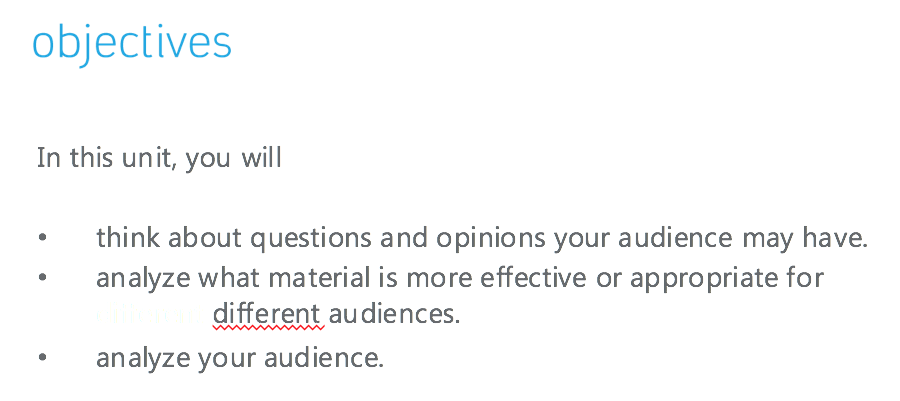 objectives
In this unit, you will
• think about questions and opinions your audience may have.
• analyze what material is more effective or appropriate for
different audiences.
• analyze your audience.